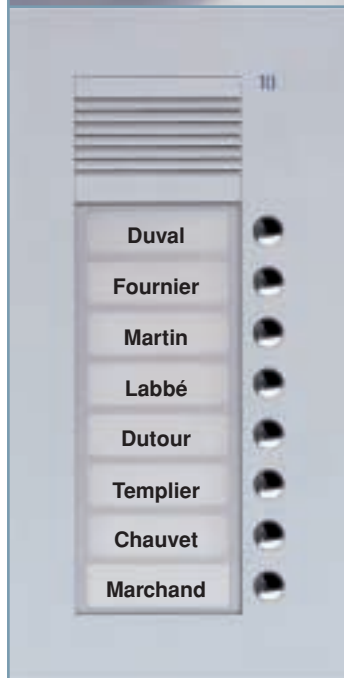 Duval
Fournier
Martin
Labbé
Dutour
Templier
Chauvet
Marchand